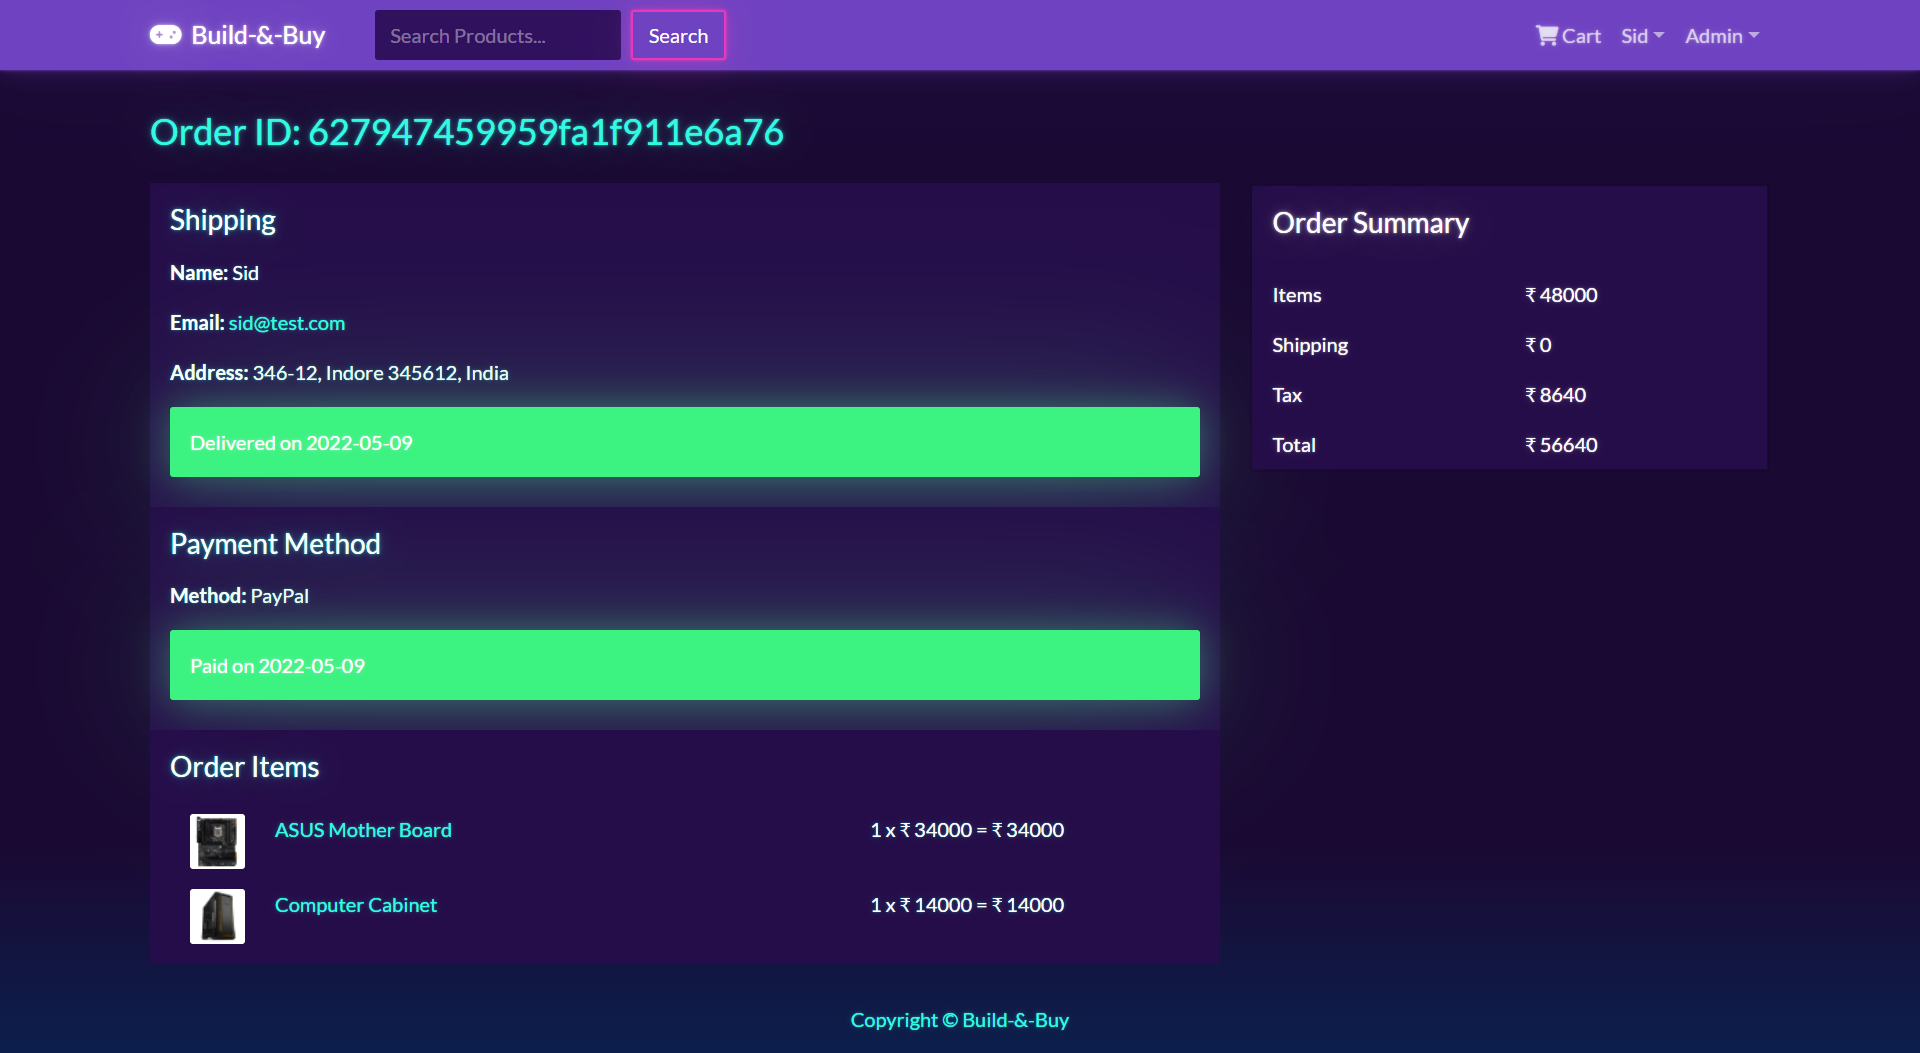 Build-&-Buy
Search Products...
Search
Cart
Sid
Admin
Order ID: 627947459959fa1f911e6a76
Shipping
Name: Sid
Email: sid@test.com
Address: 346-12, Indore 345612, India
Delivered on 2022-05-09
Payment Method
Method: PayPal
Paid on 2022-05-09
Order Items
ASUS Mother Board 1 x ₹ 34000 = ₹ 34000
Computer Cabinet 1 x ₹ 14000 = ₹ 14000
Order Summary
Items ₹ 48000
Shipping ₹ 0
Tax ₹ 8640
Total ₹ 56640
Copyright © Build-&-Buy